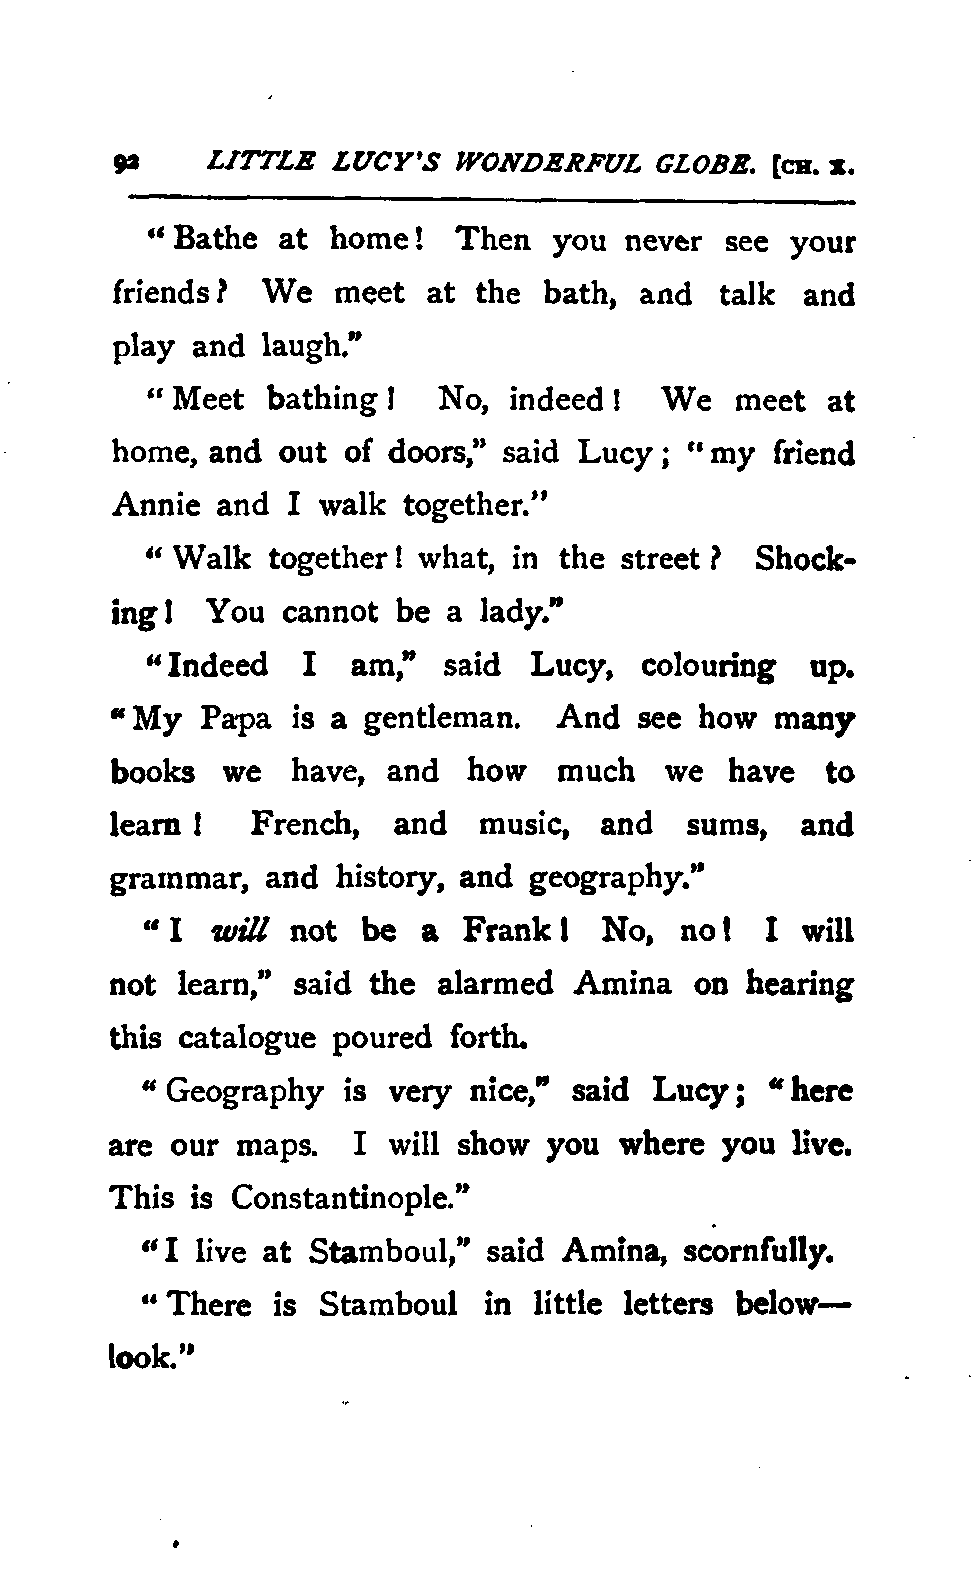 92 LITTLE LUCY'S WONDERFUL GLOBE. [CH. X.
“Bathe at home! Then you never see your
friends? We meet at the bath, and talk and
play and laugh.”
“Meet bathing! No, indeed! We meet at
home, and out of doors,” said Lucy; “my friend
Annie and I walk together.”
“Walk together! what, in the street? Shock-
ing! You cannot be a lady.”
“Indeed I am,” said Lucy, colouring up.
“My Papa is a gentleman. And see how many
books we have, and how much we have to
learn! French, and music, and sums, and
grammar, and history, and geography.”
“I will not be a Frank! No, no! I will
not learn,” said the alarmed Amina on hearing
this catalogue poured forth.
“Geography is very nice,” said Lucy; “here
are our maps. I will show you where you live.
This is Constantinople.”
“I live at Stamboul,” said Amina, scornfully.
“There is Stamboul in little letters below—
look.”